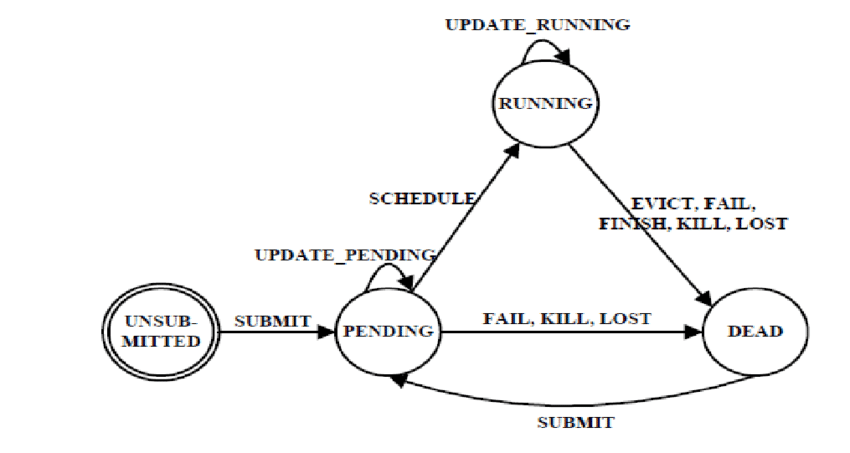 UPDATE_RUNNING
RUNNING
SCHEDULE
EVICT, FAIL,
FINISH, KILL, LOST
UPDATE_PENDING
UNSUB-
MITTED
SUBMIT
PENDING
FAIL, KILL, LOST
DEAD
SUBMIT